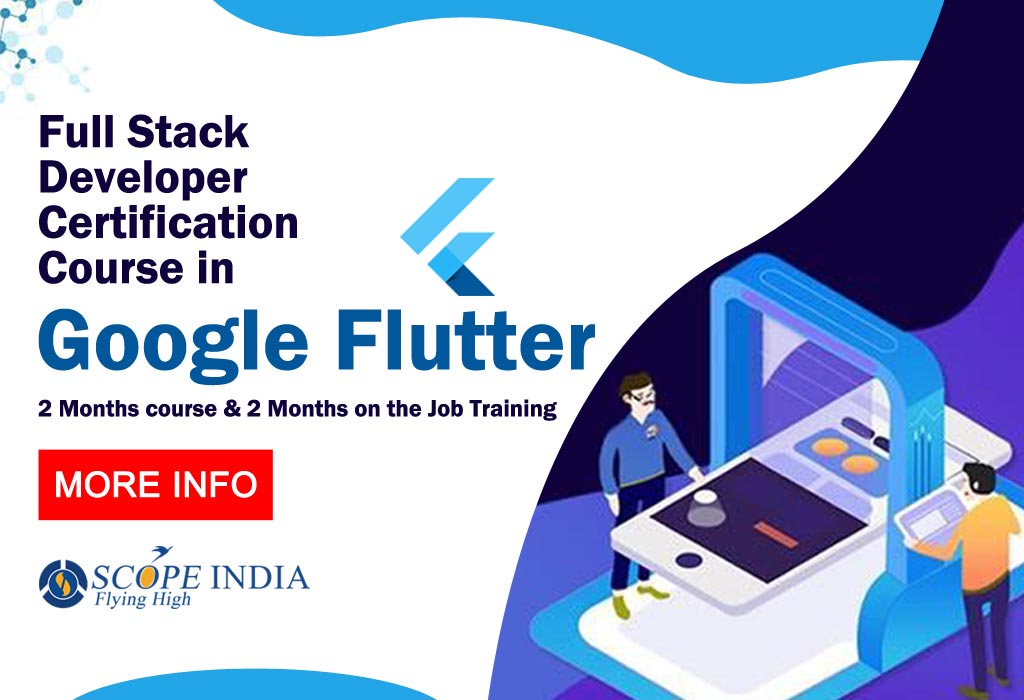 Full Stack
Developer
Certification
Course in
Google Flutter
2 Months course & 2 Months on the Job Training
MORE INFO
SCOPE INDIA
Flying High